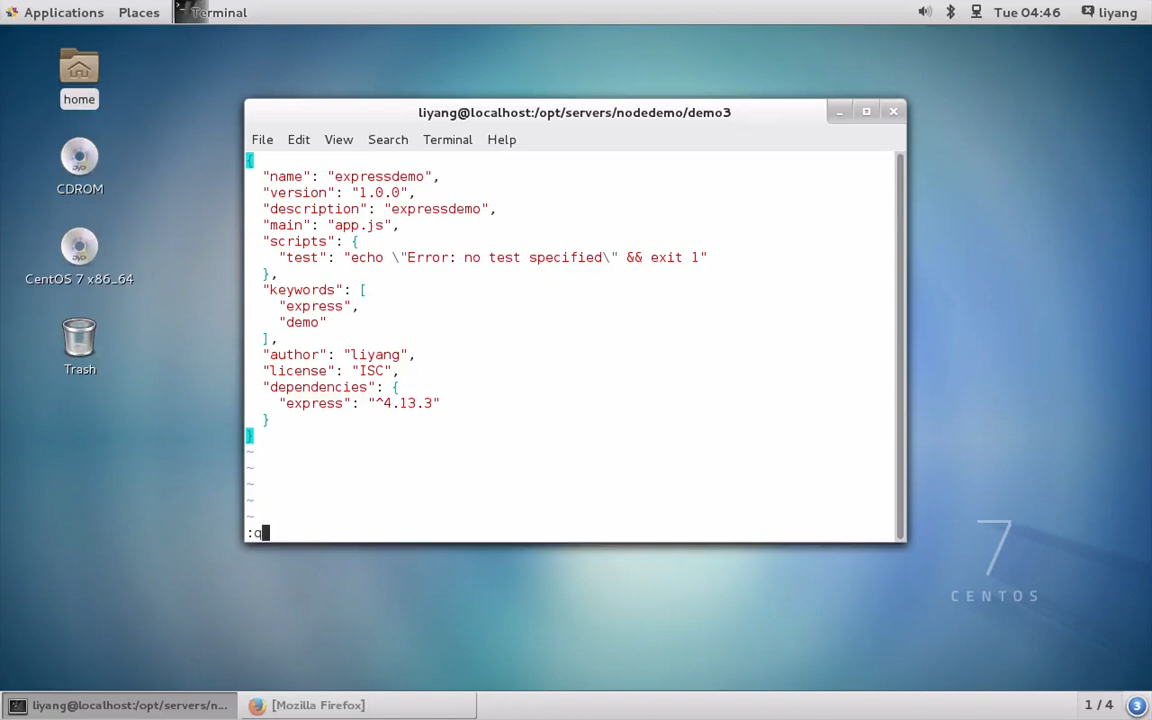 Applications Places Terminal Tue 04:46 liyang
home
CDROM
CentOS 7 x86_64
Trash
liyang@localhost:/opt/servers/nodedemo/demo3
File Edit View Search Terminal Help
{
"name": "expressdemo",
"version": "1.0.0",
"description": "expressdemo",
"main": "app.js",
"scripts": {
"test": "echo \"Error: no test specified\" && exit 1"
},
"keywords": [
"express",
"demo"
],
"author": "liyang",
"license": "ISC",
"dependencies": {
"express": "^4.13.3"
}
}
~
~
~
~
~
:q
7
CENTOS
liyang@localhost:/opt/servers/n... [Mozilla Firefox] 1 / 4 3